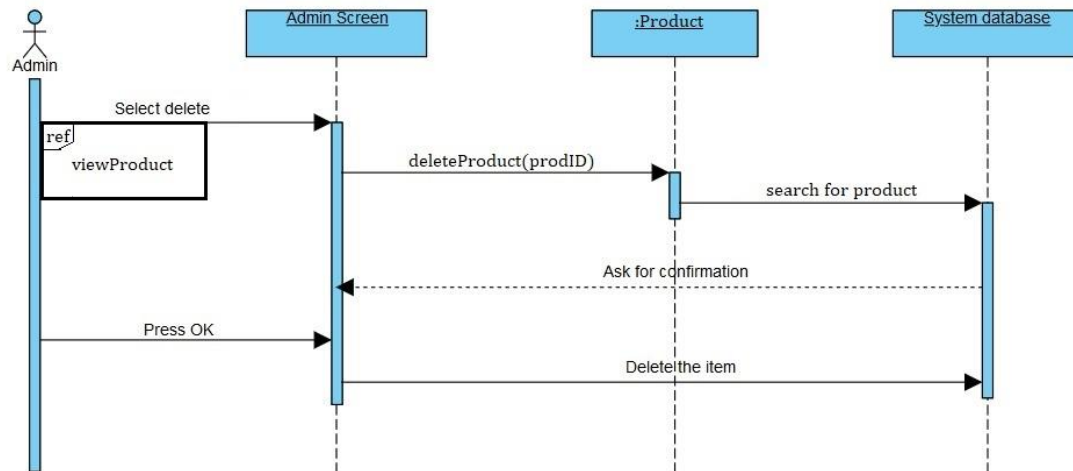 Admin Screen
:Product
System database
Admin
Select delete
ref
viewProduct
deleteProduct(prodID)
search for product
Ask for confirmation
Press OK
Delete the item